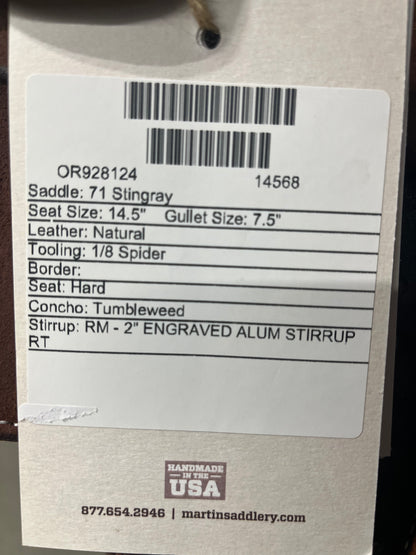 OR928124
14568
Saddle: 71 Stingray
Seat Size: 14.5" Gullet Size: 7.5"
Leather: Natural
Tooling: 1/8 Spider
Border:
Seat: Hard
Concho: Tumbleweed
Stirrup: RM - 2" ENGRAVED ALUM STIRRUP
RT
HANDMADE
IN THE
USA
877.654.2946 | martinsaddlery.com